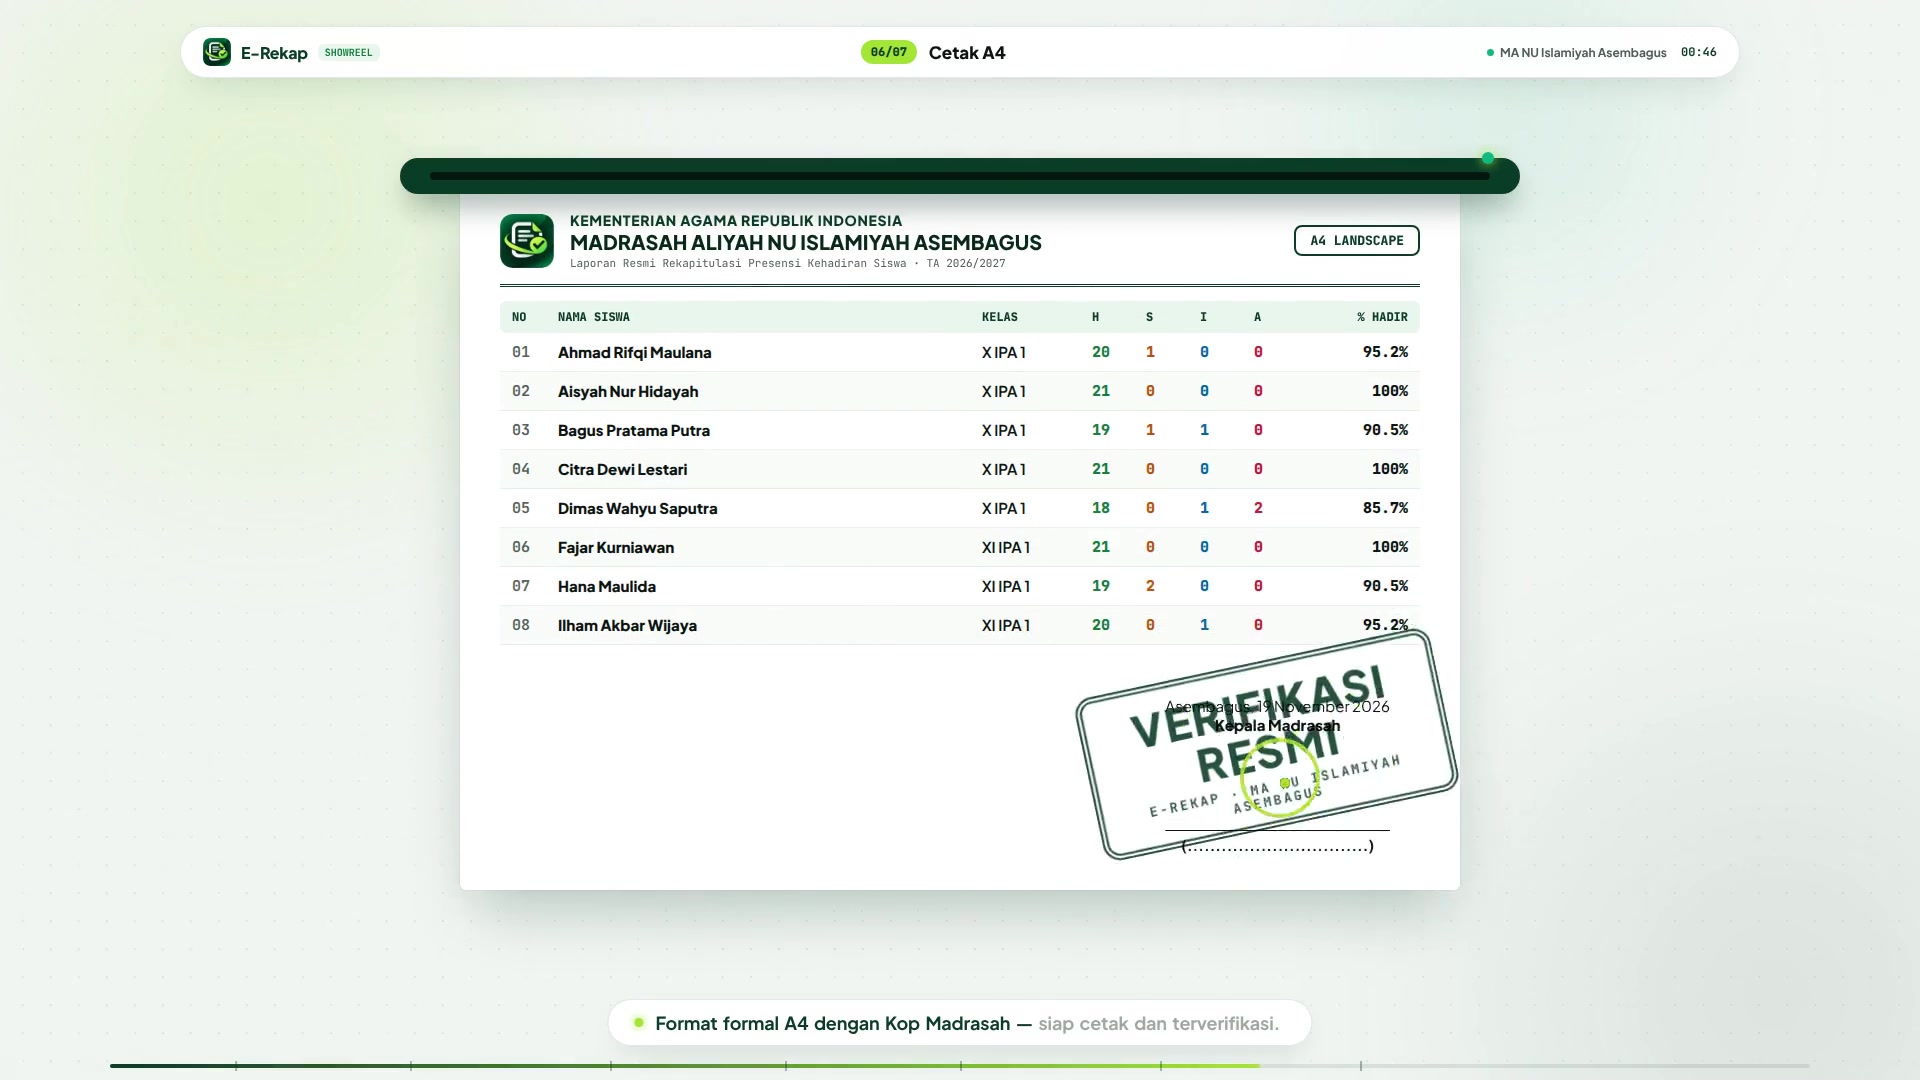 E-Rekap SHOWREEL 06/07 Cetak A4 MA NU Islamiyah Asembagus 00:46
KEMENTERIAN AGAMA REPUBLIK INDONESIA
MADRASAH ALIYAH NU ISLAMIYAH ASEMBAGUS
Laporan Resmi Rekapitulasi Presensi Kehadiran Siswa · TA 2026/2027
A4 LANDSCAPE
NO NAMA SISWA KELAS H S I A % HADIR
01 Ahmad Rifqi Maulana X IPA 1 20 1 0 0 95.2%
02 Aisyah Nur Hidayah X IPA 1 21 0 0 0 100%
03 Bagus Pratama Putra X IPA 1 19 1 1 0 90.5%
04 Citra Dewi Lestari X IPA 1 21 0 0 0 100%
05 Dimas Wahyu Saputra X IPA 1 18 0 1 2 85.7%
06 Fajar Kurniawan XI IPA 1 21 0 0 0 100%
07 Hana Maulida XI IPA 1 19 2 0 0 90.5%
08 Ilham Akbar Wijaya XI IPA 1 20 0 1 0 95.2%
Asembagus, 19 November 2026
Kepala Madrasah
VERIFIKASI
RESMI
E-REKAP · MA NU ISLAMIYAH
ASEMBAGUS
(................................)
Format formal A4 dengan Kop Madrasah — siap cetak dan terverifikasi.